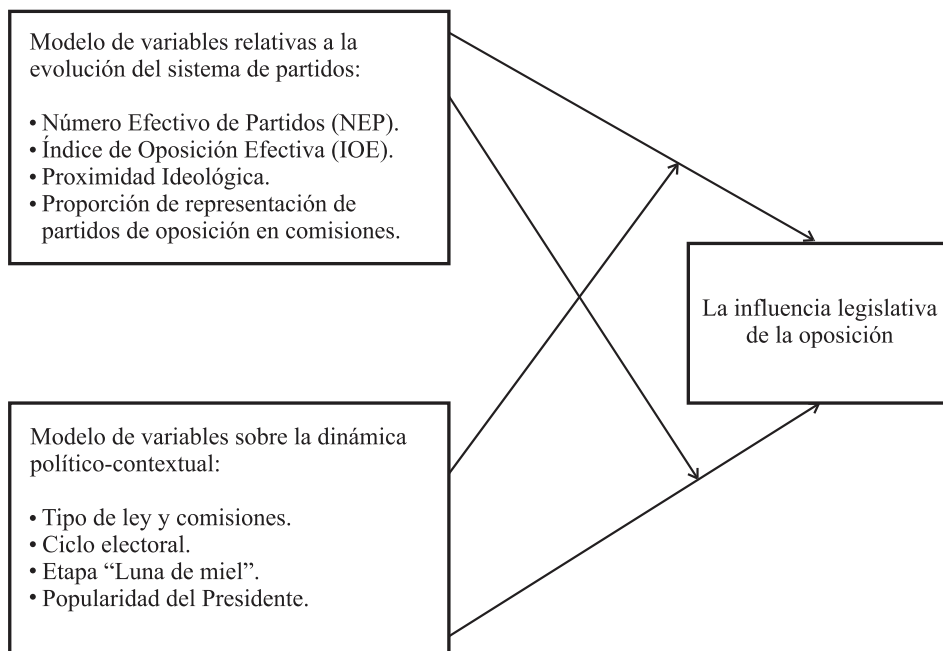 Modelo de variables relativas a la
evolución del sistema de partidos:
• Número Efectivo de Partidos (NEP).
• Índice de Oposición Efectiva (IOE).
• Proximidad Ideológica.
• Proporción de representación de
partidos de oposición en comisiones.
La influencia legislativa
de la oposición
Modelo de variables sobre la dinámica
político-contextual:
• Tipo de ley y comisiones.
• Ciclo electoral.
• Etapa “Luna de miel”.
• Popularidad del Presidente.